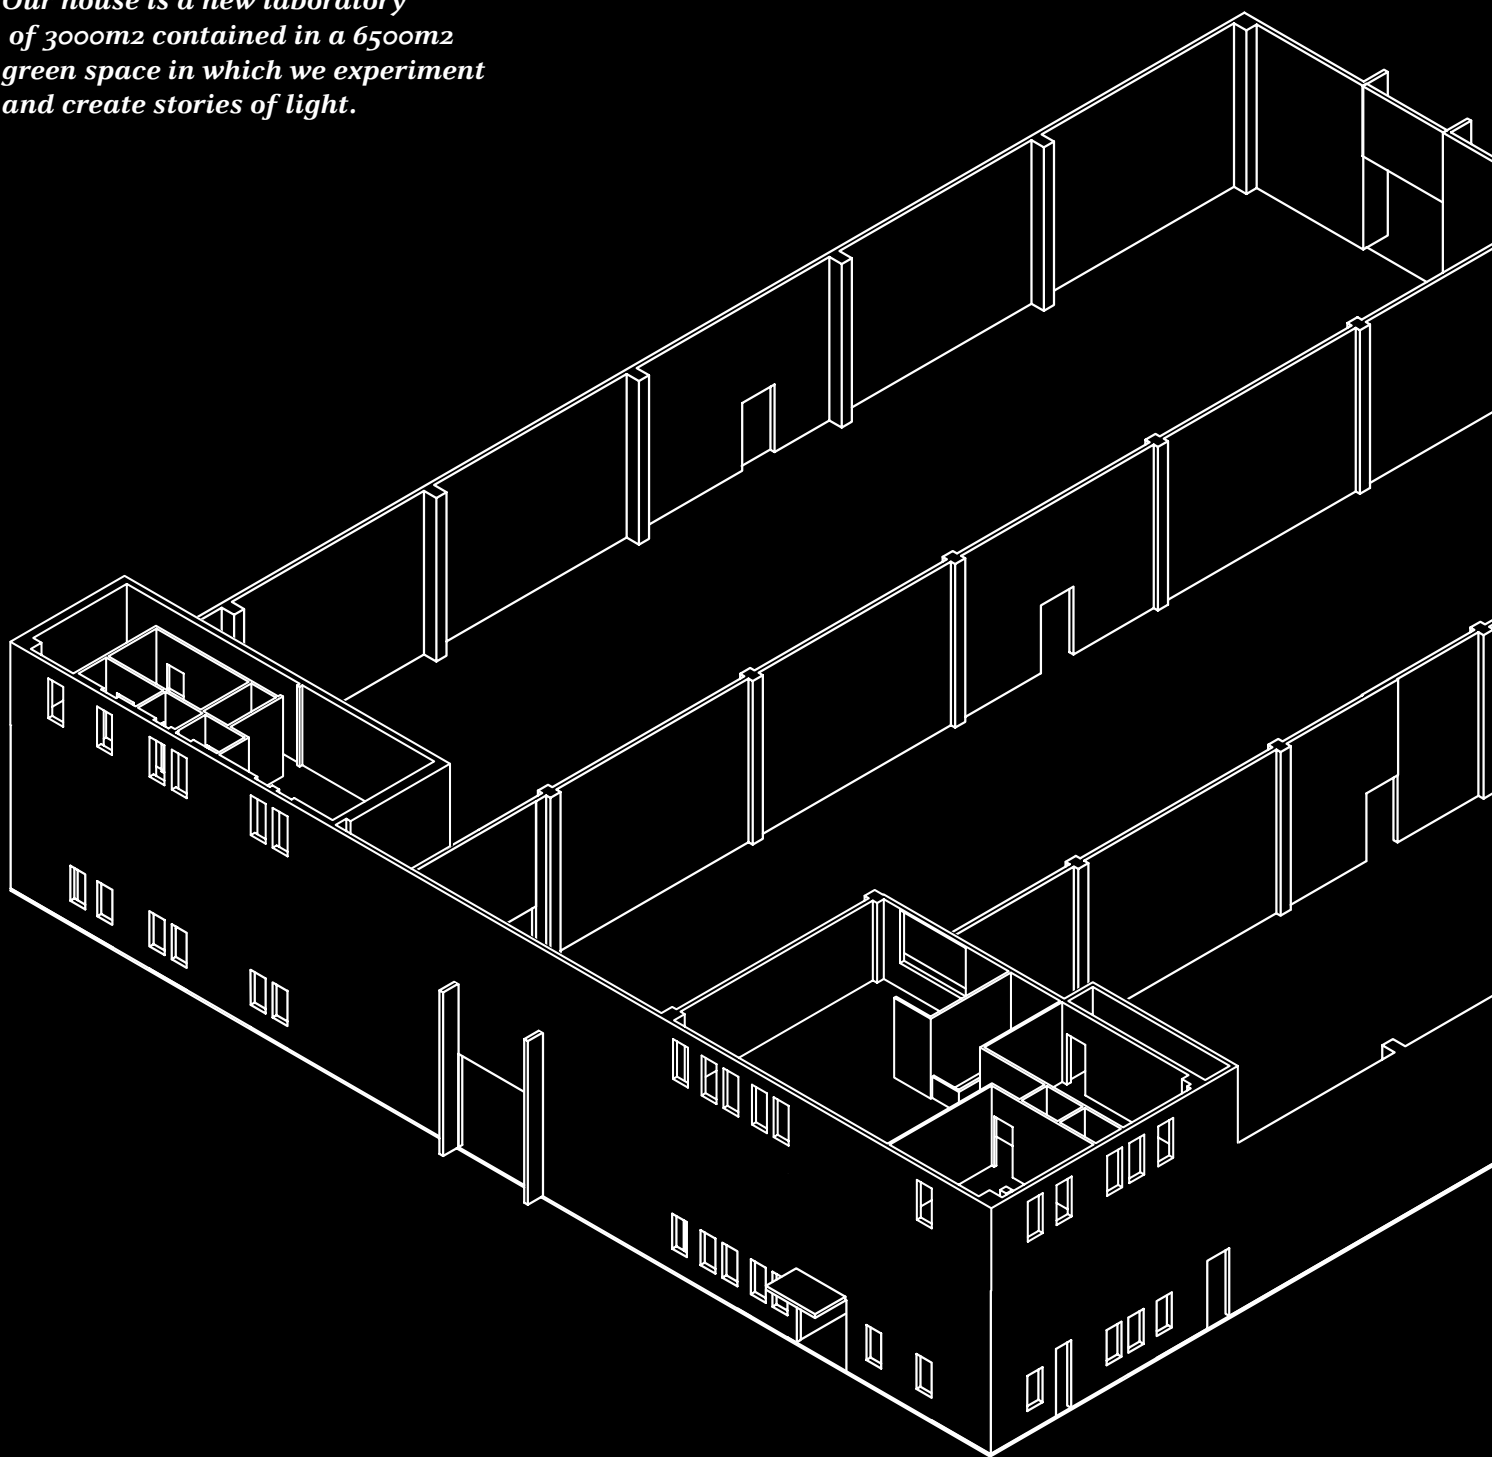 Our house is a new laboratory
of 3000m2 contained in a 6500m2
green space in which we experiment
and create stories of light.